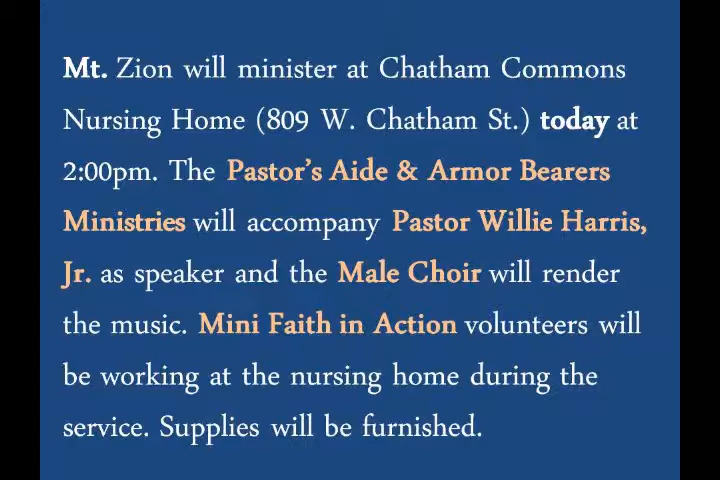 Mt. Zion will minister at Chatham Commons
Nursing Home (809 W. Chatham St.) today at
2:00pm. The Pastor’s Aide & Armor Bearers
Ministries will accompany Pastor Willie Harris,
Jr. as speaker and the Male Choir will render
the music. Mini Faith in Action volunteers will
be working at the nursing home during the
service. Supplies will be furnished.